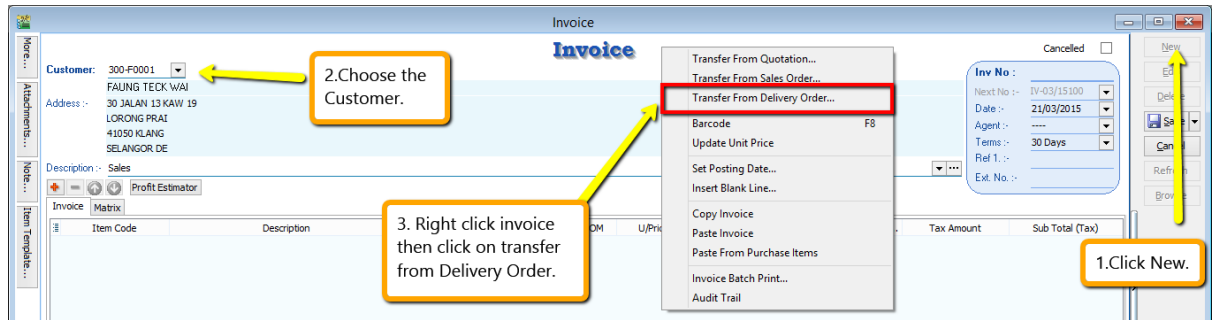 Invoice
Invoice
Cancelled
More...
Attachments...
Note...
Item Template...
Customer: 300-F0001
FAUNG TECK WAI
Address :- 30 JALAN 13 KAW 19
LORONG PRAI
41050 KLANG
SELANGOR DE
Description :- Sales
Profit Estimator
Invoice Matrix
Item Code Description OM U/Pric Tax Amount Sub Total (Tax)
2.Choose the
Customer.
3. Right click invoice
then click on transfer
from Delivery Order.
Transfer From Quotation...
Transfer From Sales Order...
Transfer From Delivery Order...
Barcode F8
Update Unit Price
Set Posting Date...
Insert Blank Line...
Copy Invoice
Paste Invoice
Paste From Purchase Items
Invoice Batch Print...
Audit Trail
Inv No :
Next No :- IV-03/15100
Date :- 21/03/2015
Agent :- ----
Terms :- 30 Days
Ref 1. :-
Ext. No. :-
New
Delete
Save
Cancel
Refresh
Browse
1.Click New.